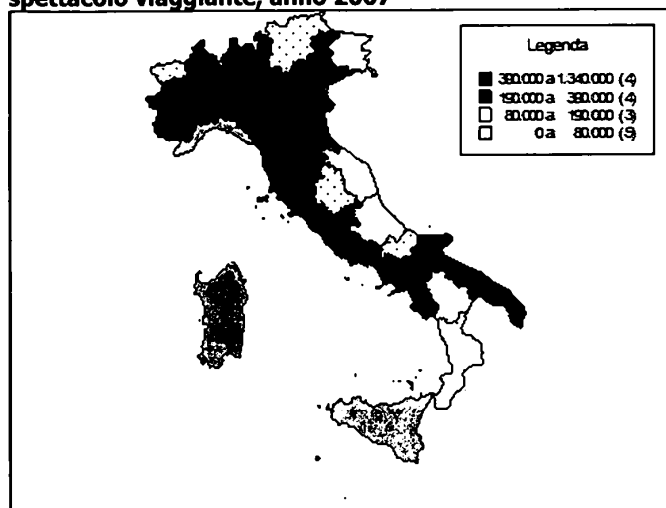 spettacolo viaggiante, anno 2007
Legenda
380.000 a 1.340.000 (4)
190.000 a 380.000 (4)
80.000 a 190.000 (3)
0 a 80.000 (9)